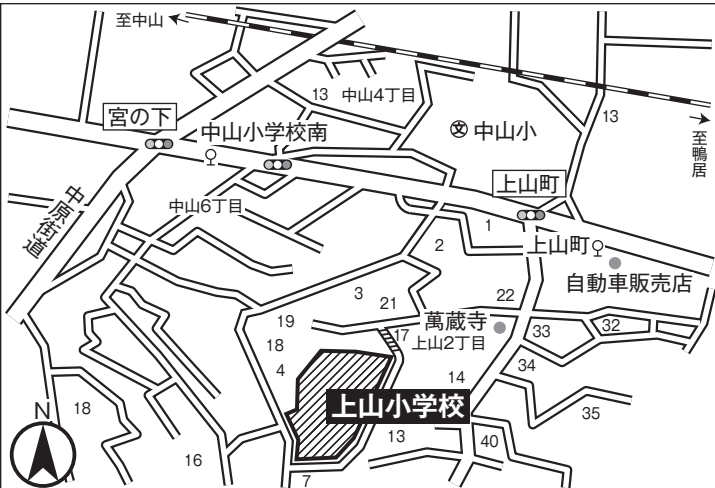 至中山
13
中山4丁目
宮の下
中山小学校南
文
中山小
13
至鴨居
中原街道
中山6丁目
上山町
1
上山町
2
自動車販売店
3
21
22
19
17
萬蔵寺
33
32
18
上山2丁目
4
34
14
上山小学校
35
18
13
40
N
16
7